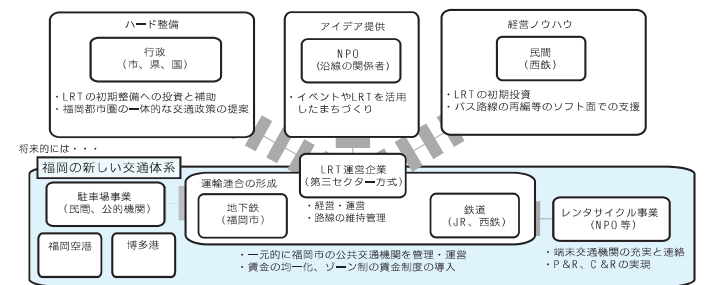 ハード整備
行政
（市、県、国）
・LRTの初期整備への投資と補助
・福岡都市圏の一体的な交通政策の提案
アイデア提供
NPO
（沿線の関係者）
・イベントやLRTを活用
したまちづくり
経営ノウハウ
民間
（西鉄）
・LRTの初期投資
・バス路線の再編等のソフト面での支援
将来的には・・・
福岡の新しい交通体系
LRT運営企業
（第三セクター方式）
・経営・運営
・路線の維持管理
駐車場事業
（民間、公的機関）
福岡空港
博多港
運輸連合の形成
地下鉄
（福岡市）
鉄道
（JR、西鉄）
・一元的に福岡市の公共交通機関を管理・運営
・賃金の均一化、ゾーン制の賃金制度の導入
レンタサイクル事業
（NPO等）
・端末交通機関の充実と連絡
・P＆R、C＆Rの実現